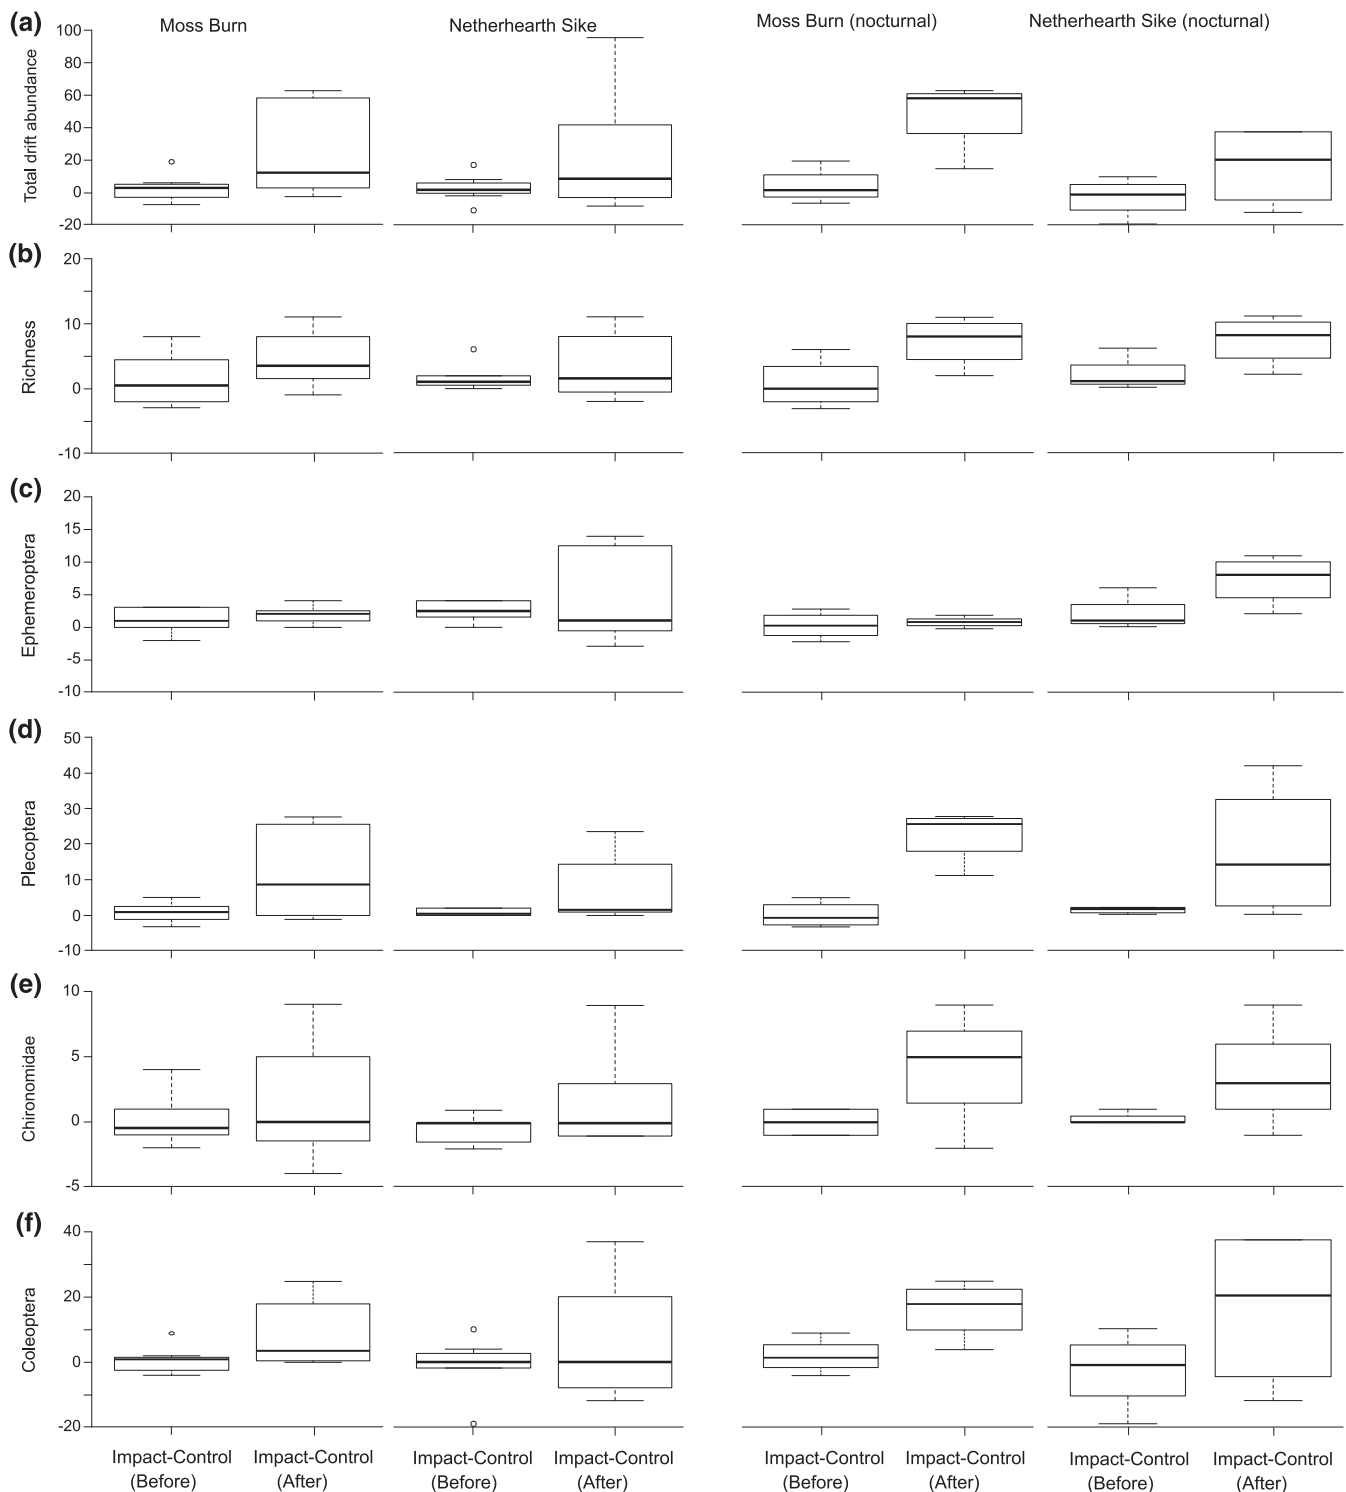 (a) Moss Burn Netherhearth Sike Moss Burn (nocturnal) Netherhearth Sike (nocturnal)
Total drift abundance
100
80
60
40
20
0
-20
(b)
Richness
20
10
0
-10
(c)
Ephemeroptera
20
15
10
5
0
-5
-10
(d)
Plecoptera
50
40
30
20
10
0
-10
(e)
Chironomidae
10
5
0
-5
(f)
Coleoptera
40
20
0
-20
Impact-Control Impact-Control Impact-Control Impact-Control Impact-Control Impact-Control Impact-Control Impact-Control
(Before) (After) (Before) (After) (Before) (After) (Before) (After)